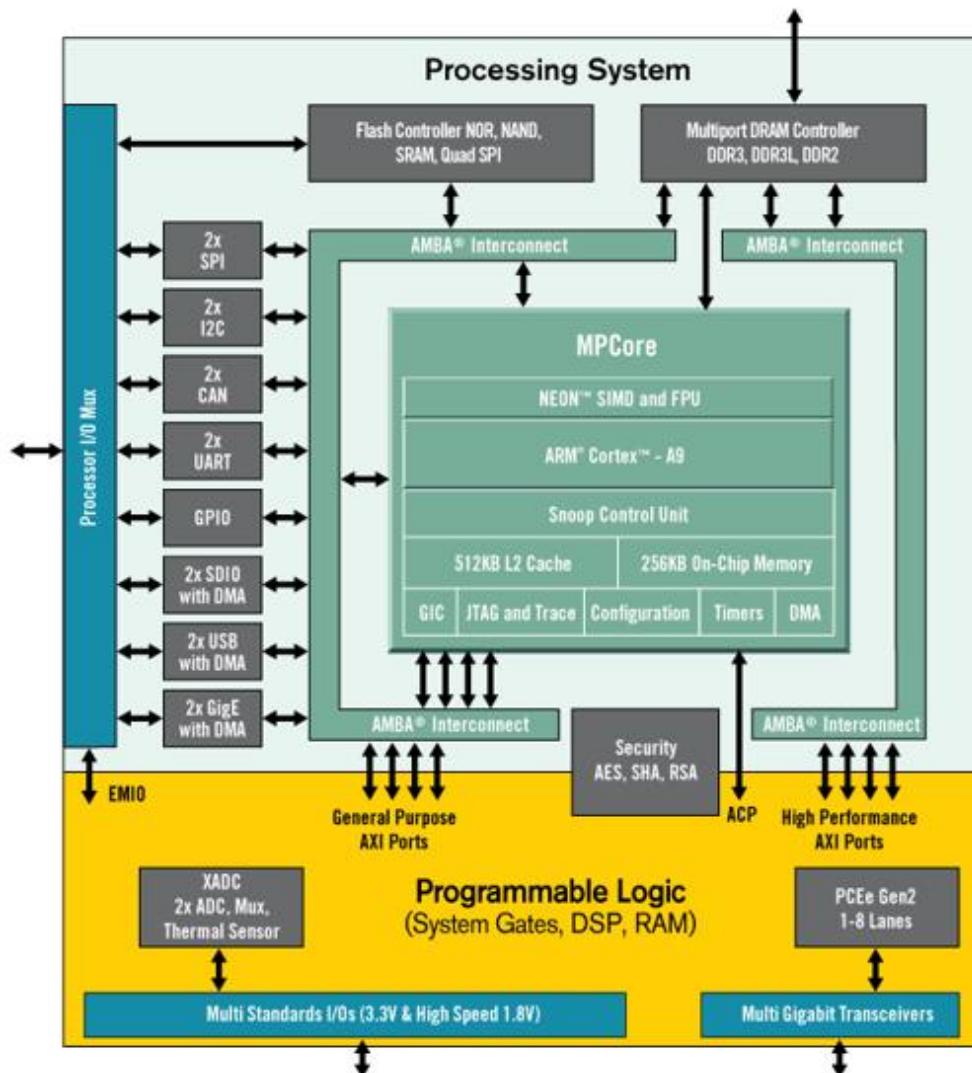 Processing System
Flash Controller NOR, NAND,
SRAM, Quad SPI
Multiport DRAM Controller
DDR3, DDR3L, DDR2
AMBA® Interconnect
AMBA® Interconnect
Processor I/O Mux
2x
SPI
2x
I2C
2x
CAN
2x
UART
GPIO
2x SDIO
with DMA
2x USB
with DMA
2x GigE
with DMA
MPCore
NEON™ SIMD and FPU
ARM® Cortex™ - A9
Snoop Control Unit
512KB L2 Cache
256KB On-Chip Memory
GIC
JTAG and Trace
Configuration
Timers
DMA
AMBA® Interconnect
AMBA® Interconnect
Security
AES, SHA, RSA
EMIO
General Purpose
AXI Ports
ACP
High Performance
AXI Ports
XADC
2x ADC, Mux,
Thermal Sensor
Programmable Logic
(System Gates, DSP, RAM)
PCEe Gen2
1-8 Lanes
Multi Standards I/Os (3.3V & High Speed 1.8V)
Multi Gigabit Transceivers